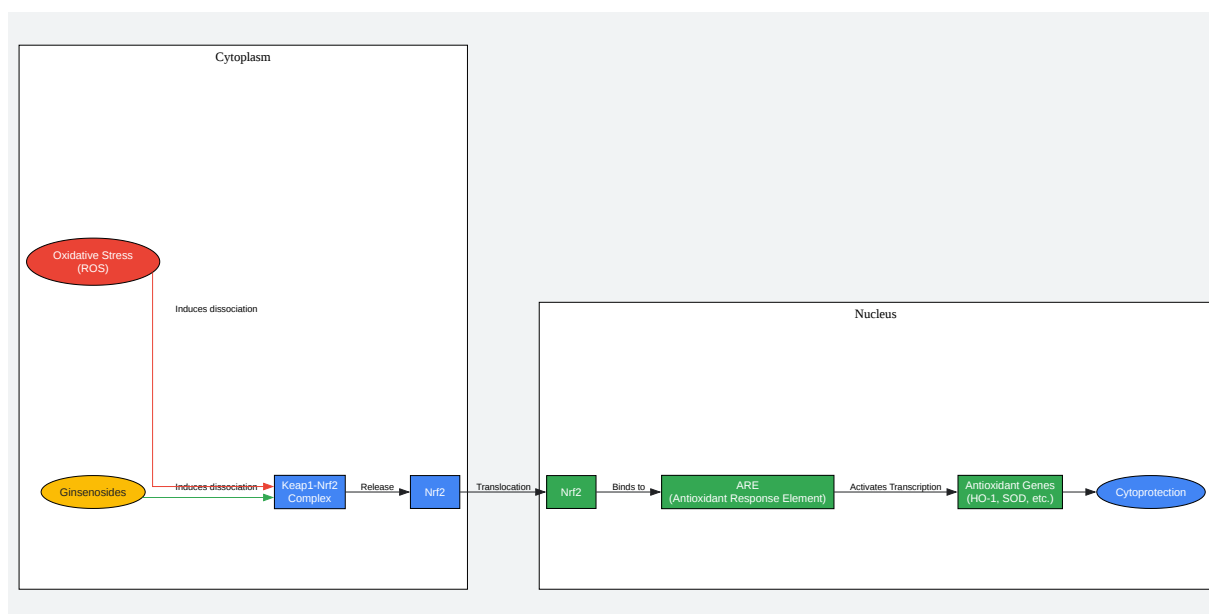 Cytoplasm
Oxidative Stress
(ROS)
Induces dissociation
Ginsenosides
Induces dissociation
Keap1-Nrf2
Complex
Release
Nrf2
Translocation
Nucleus
Nrf2
Binds to
ARE
(Antioxidant Response Element)
Activates Transcription
Antioxidant Genes
(HO-1, SOD, etc.)
Cytoprotection